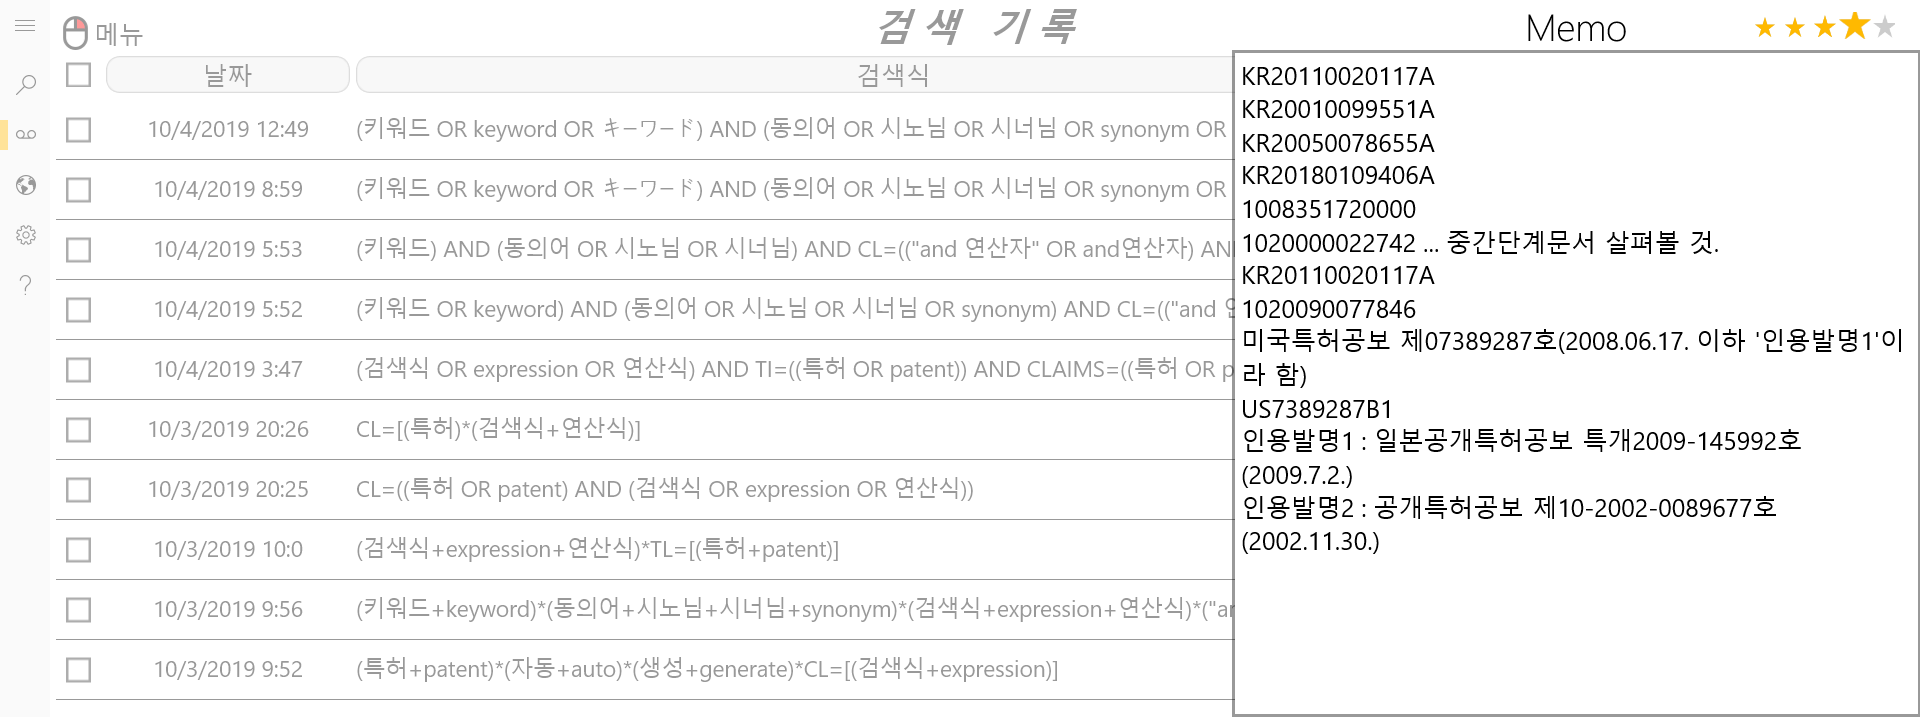 검색 기록
Memo
메뉴
날짜 검색식
10/4/2019 12:49 (키워드 OR keyword OR キーワード) AND (동의어 OR 시노님 OR 시너님 OR synonym OR
10/4/2019 8:59 (키워드 OR keyword OR キーワード) AND (동의어 OR 시노님 OR 시너님 OR synonym OR
10/4/2019 5:53 (키워드) AND (동의어 OR 시노님 OR 시너님) AND CL=(("and 연산자" OR and연산자) AN
10/4/2019 5:52 (키워드 OR keyword) AND (동의어 OR 시노님 OR 시너님 OR synonym) AND CL=(("and
10/4/2019 3:47 (검색식 OR expression OR 연산식) AND TI=((특허 OR patent)) AND CLAIMS=((특허 OR p
10/3/2019 20:26 CL=[(특허)*(검색식+연산식)]
10/3/2019 20:25 CL=((특허 OR patent) AND (검색식 OR expression OR 연산식))
10/3/2019 10:0 (검색식+expression+연산식)*TL=[(특허+patent)]
10/3/2019 9:56 (키워드+keyword)*(동의어+시노님+시너님+synonym)*(검색식+expression+연산식)*("an
10/3/2019 9:52 (특허+patent)*(자동+auto)*(생성+generate)*CL=[(검색식+expression)]
KR20110020117A
KR20010099551A
KR20050078655A
KR20180109406A
1008351720000
1020000022742 ... 중간단계문서 살펴볼 것.
KR20110020117A
1020090077846
미국특허공보 제07389287호(2008.06.17. 이하 '인용발명1'이
라 함)
US7389287B1
인용발명1 : 일본공개특허공보 특개2009-145992호
(2009.7.2.)
인용발명2 : 공개특허공보 제10-2002-0089677호
(2002.11.30.)